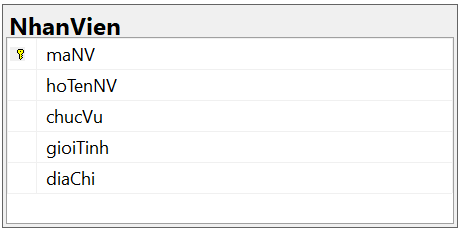 NhanVien
maNV
hoTenNV
chucVu
gioiTinh
diaChi